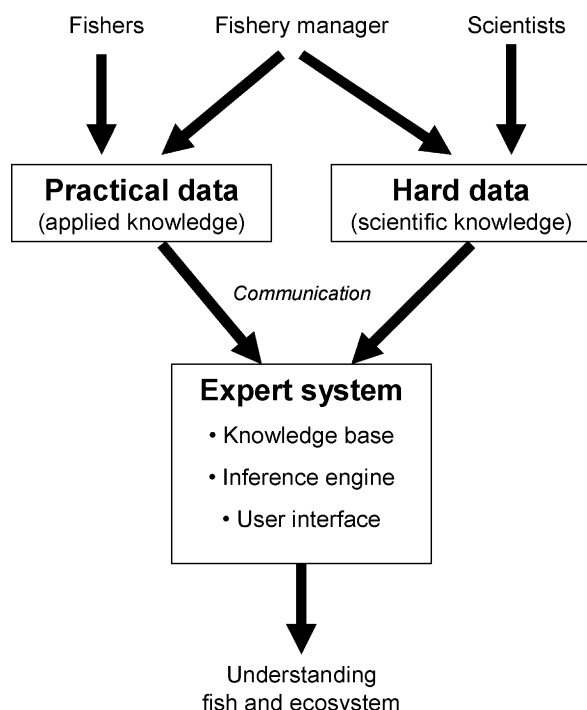 Fishers
Fishery manager
Scientists
Practical data
(applied knowledge)
Hard data
(scientific knowledge)
Communication
Expert system
• Knowledge base
• Inference engine
• User interface
Understanding
fish and ecosystem